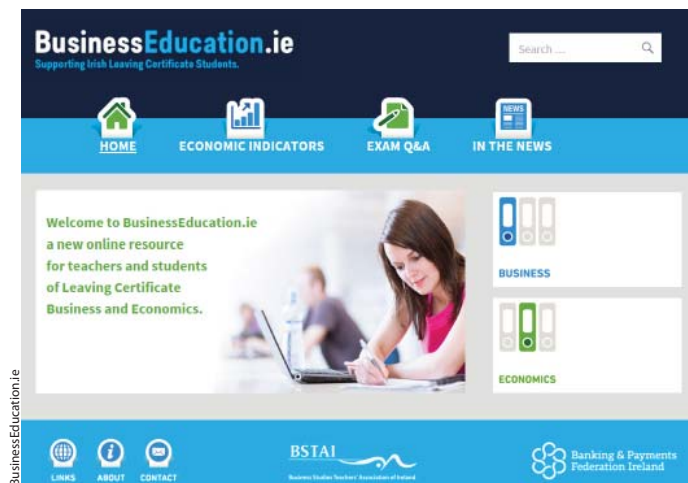 BusinessEducation.ie
Supporting Irish Leaving Certificate Students.
Search ...
HOME
ECONOMIC INDICATORS
EXAM Q&A
NEWS
IN THE NEWS
Welcome to BusinessEducation.ie
a new online resource
for teachers and students
of Leaving Certificate
Business and Economics.
BUSINESS
ECONOMICS
LINKS
ABOUT
CONTACT
BSTAI
Business Studies Teachers' Association of Ireland
Banking & Payments
Federation Ireland
BusinessEducation.ie